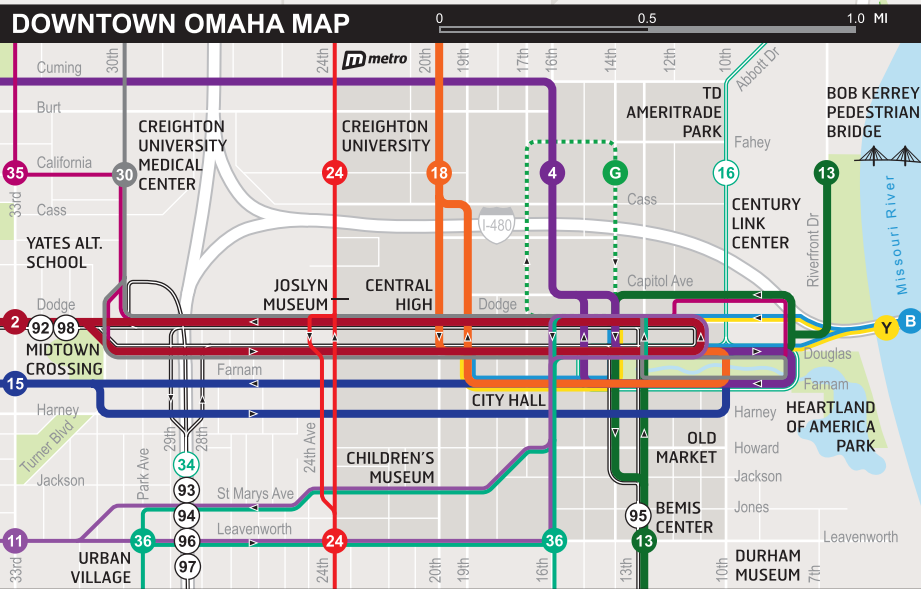 DOWNTOWN OMAHA MAP
0 0.5 1.0 MI
metro
30th
24th
20th
19th
17th
16th
14th
12th
10th
Abbott Dr
Cuming
Burt
California
33rd
Cass
35
30
24
18
4
G
16
13
CREIGHTON
UNIVERSITY
MEDICAL
CENTER
CREIGHTON
UNIVERSITY
TD
AMERITRADE
PARK
BOB KERREY
PEDESTRIAN
BRIDGE
Fahey
Cass
I-480
CENTURY
LINK
CENTER
Riverfront Dr
Missouri River
YATES ALT.
SCHOOL
JOSLYN
MUSEUM
CENTRAL
HIGH
Capitol Ave
Dodge
Dodge
2
92
98
Y
B
MIDTOWN
CROSSING
Douglas
Farnam
Farnam
15
CITY HALL
Harney
Harney
HEARTLAND
OF AMERICA
PARK
Turner Blvd
29th
28th
24th Ave
OLD
MARKET
Howard
Jackson
Jackson
Park Ave
CHILDREN'S
MUSEUM
34
93
St Marys Ave
94
95
BEMIS
CENTER
Jones
Leavenworth
Leavenworth
11
36
96
24
36
13
97
URBAN
VILLAGE
DURHAM
MUSEUM
33rd
24th
20th
19th
16th
13th
10th
7th